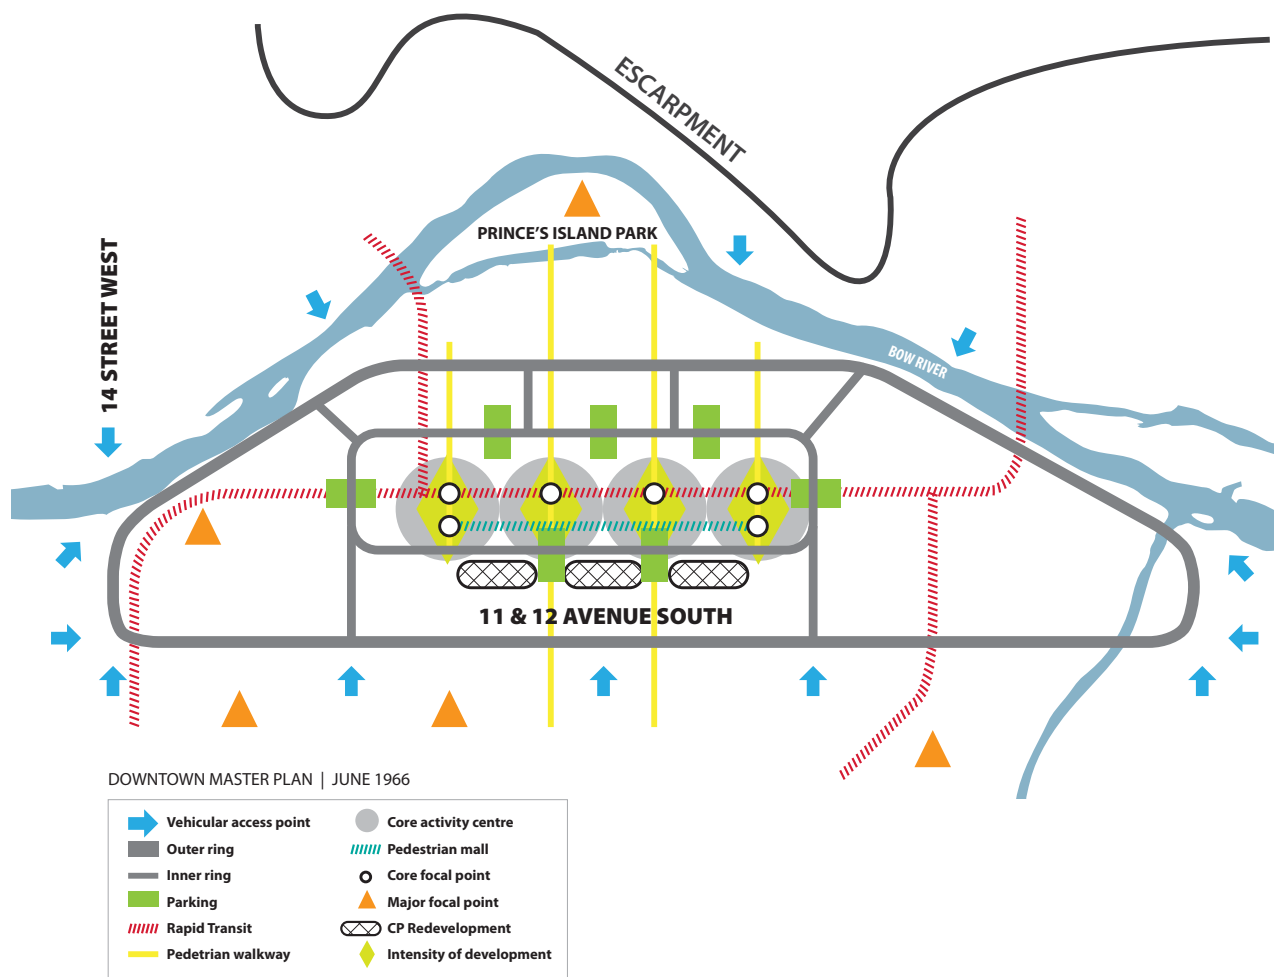 ESCARPMENT
PRINCE'S ISLAND PARK
14 STREET WEST
BOW RIVER
11 & 12 AVENUE SOUTH
DOWNTOWN MASTER PLAN | JUNE 1966
Vehicular access point
Outer ring
Inner ring
Parking
Rapid Transit
Pedetrian walkway
Core activity centre
Pedestrian mall
Core focal point
Major focal point
CP Redevelopment
Intensity of development